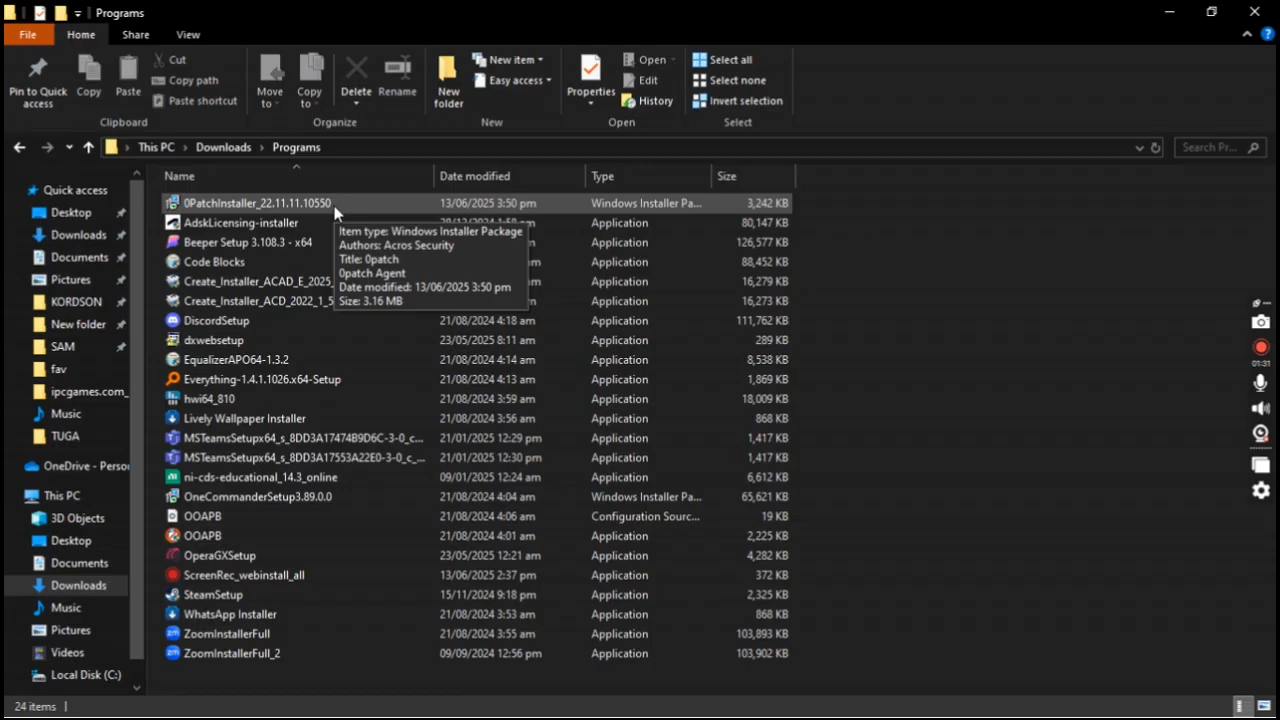 Programs
File Home Share View
Pin to Quick access
Copy
Paste
Cut
Copy path
Paste shortcut
Clipboard
Move to
Copy to
Delete
Rename
Organize
New folder
New item
Easy access
New
Properties
Open
Edit
History
Open
Select all
Select none
Invert selection
Select
This PC Downloads Programs
Search Pr...
Name Date modified Type Size
0PatchInstaller_22.11.11.10550 13/06/2025 3:50 pm Windows Installer Pa... 3,242 KB
AdskLicensing-installer Application 80,147 KB
Beeper Setup 3.108.3 - x64 Application 126,577 KB
Code Blocks Application 88,452 KB
Create_Installer_ACAD_E_2025_ Application 16,279 KB
Create_Installer_ACD_2022_1_5 Application 16,273 KB
DiscordSetup 21/08/2024 4:18 am Application 111,762 KB
dxwebsetup 23/05/2025 8:11 am Application 289 KB
EqualizerAPO64-1.3.2 21/08/2024 4:14 am Application 8,538 KB
Everything-1.4.1.1026.x64-Setup 21/08/2024 4:13 am Application 1,869 KB
hwi64_810 21/08/2024 3:59 am Application 18,009 KB
Lively Wallpaper Installer 21/08/2024 3:56 am Application 868 KB
MSTeamsSetupx64_s_8DD3A17474B9D6C-3-0_c... 21/01/2025 12:29 pm Application 1,417 KB
MSTeamsSetupx64_s_8DD3A17553A22E0-3-0_c_... 21/01/2025 12:30 pm Application 1,417 KB
ni-cds-educational_14.3_online 09/01/2025 12:24 am Application 6,612 KB
OneCommanderSetup3.89.0.0 21/08/2024 4:04 am Windows Installer Pa... 65,621 KB
OOAPB 21/08/2024 4:06 am Configuration Sourc... 19 KB
OOAPB 21/08/2024 4:01 am Application 2,225 KB
OperaGXSetup 23/05/2025 12:21 am Application 4,282 KB
ScreenRec_webinstall_all 13/06/2025 2:37 pm Application 372 KB
SteamSetup 15/11/2024 9:18 pm Application 2,325 KB
WhatsApp Installer 21/08/2024 3:53 am Application 868 KB
ZoomInstallerFull 21/08/2024 3:55 am Application 103,893 KB
ZoomInstallerFull_2 09/09/2024 12:56 pm Application 103,902 KB
Item type: Windows Installer Package
Authors: Acros Security
Title: 0patch
0patch Agent
Date modified: 13/06/2025 3:50 pm
Size: 3.16 MB
Quick access
Desktop
Downloads
Documents
Pictures
KORDSON
New folder
SAM
fav
ipcgames.com_
Music
TUGA
OneDrive - Perso
This PC
3D Objects
Desktop
Documents
Downloads
Music
Pictures
Videos
Local Disk (C:)
24 items
01:31